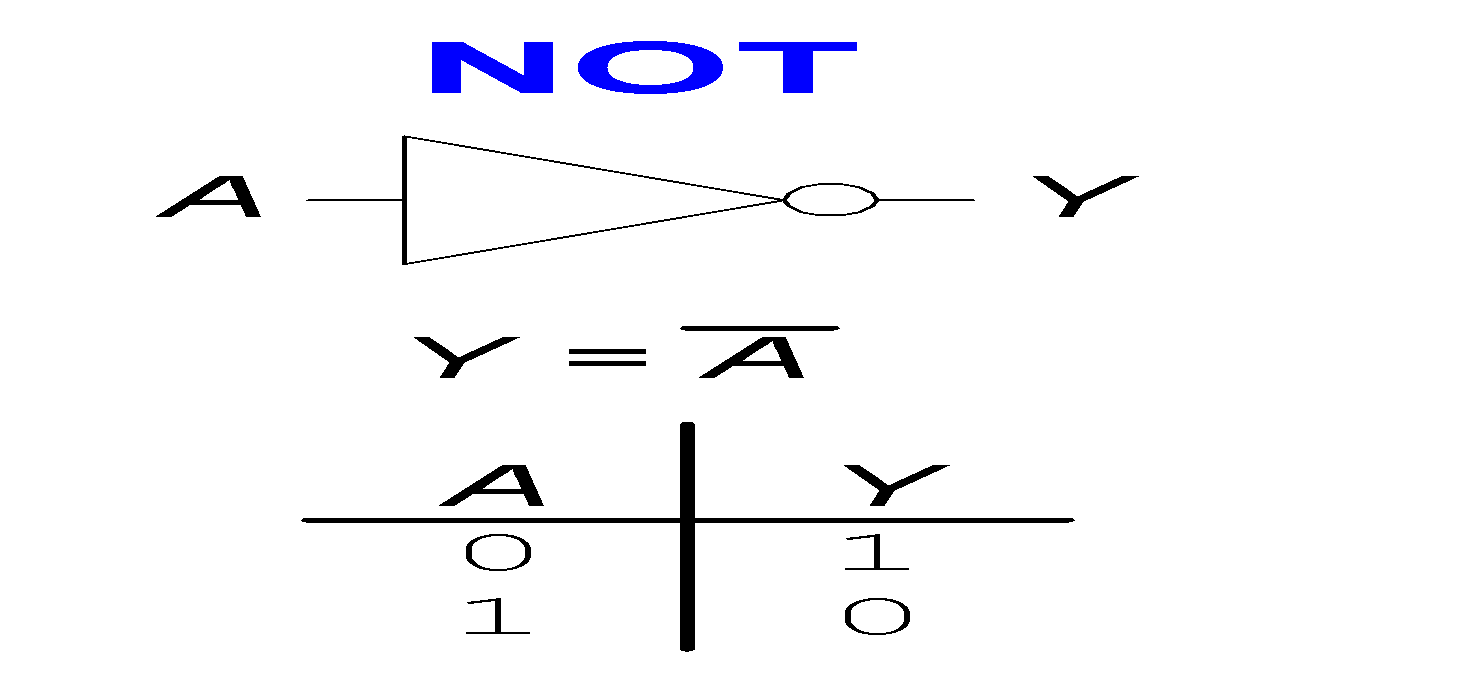 NOT
A Y
Y = A̅
A Y
0 1
1 0